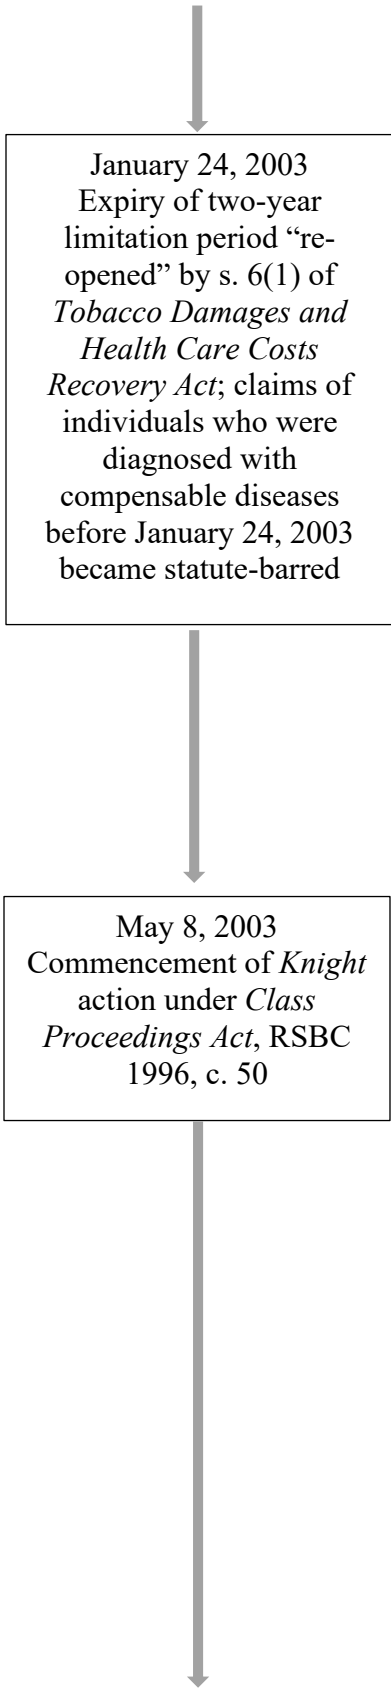 January 24, 2003
Expiry of two-year
limitation period “re-
opened” by s. 6(1) of
Tobacco Damages and
Health Care Costs
Recovery Act; claims of
individuals who were
diagnosed with
compensable diseases
before January 24, 2003
became statute-barred
May 8, 2003
Commencement of Knight
action under Class
Proceedings Act, RSBC
1996, c. 50